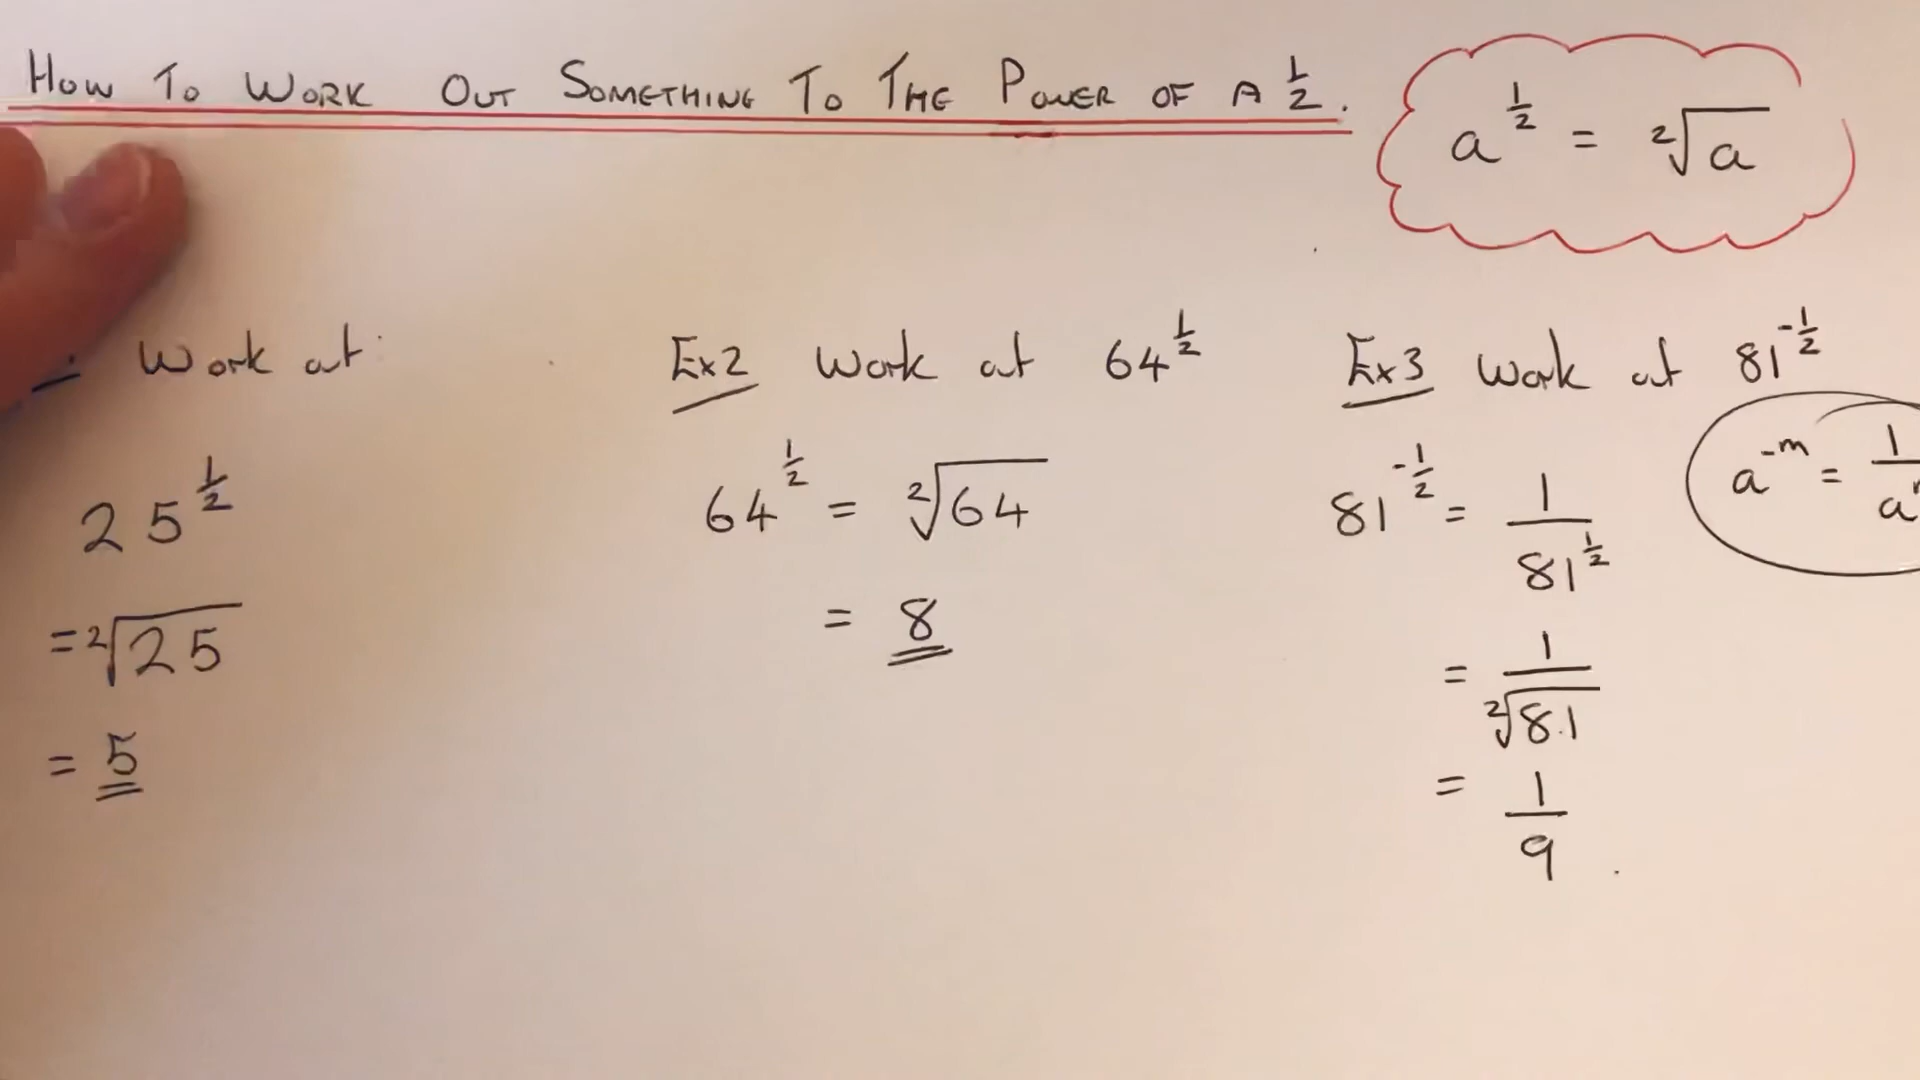 How To Work Out Something To The Power of A ½.
a^½ = ²√a
Work out
25^½
= ²√25
= 5
Ex2 Work out 64^½
64^½ = ²√64
= 8
Ex3 Work out 81^-½
a^-m = 1/a
81^-½ = 1/81^½
= 1/²√81
= 1/9